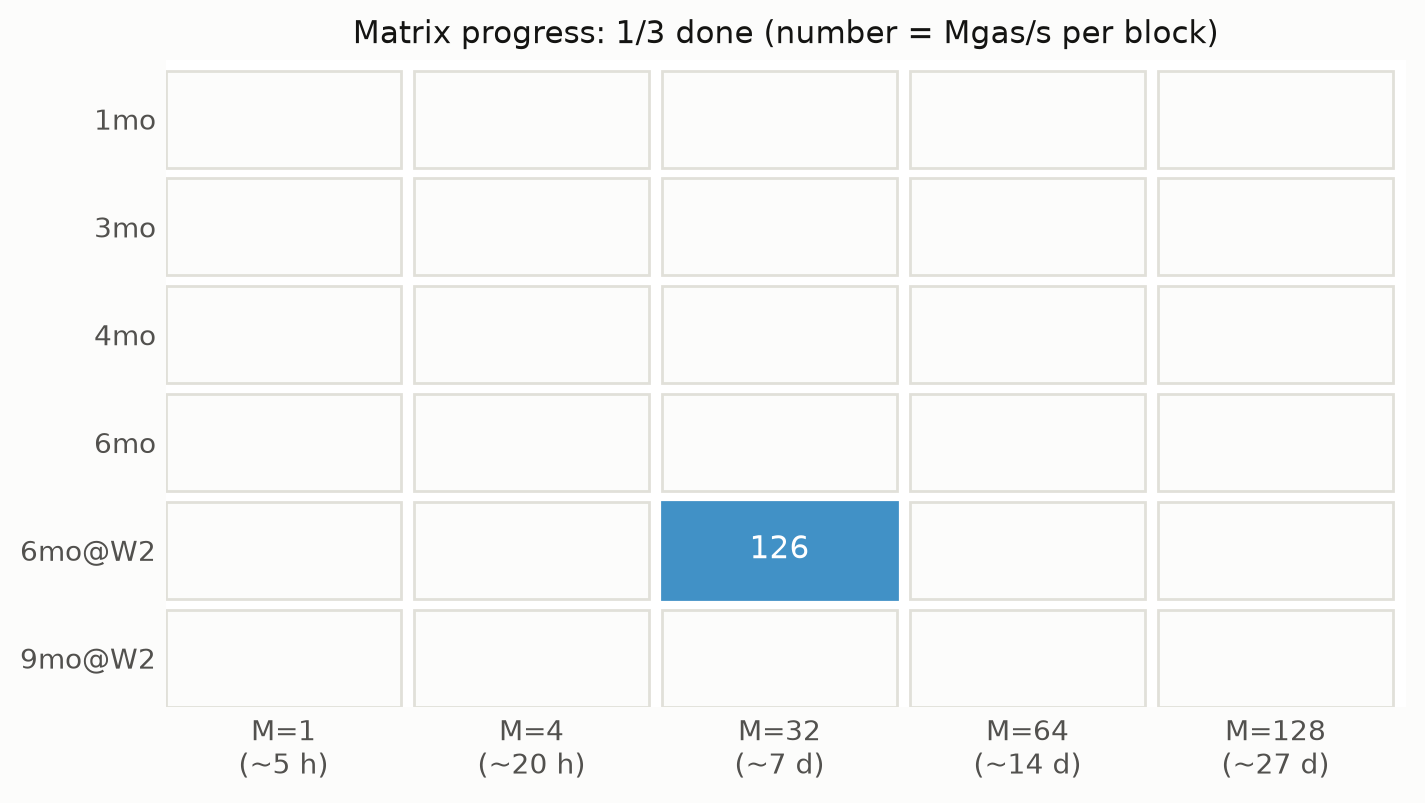 Matrix progress: 1/3 done (number = Mgas/s per block)
1mo
3mo
4mo
6mo
6mo@W2
126
9mo@W2
M=1
(~5 h)
M=4
(~20 h)
M=32
(~7 d)
M=64
(~14 d)
M=128
(~27 d)